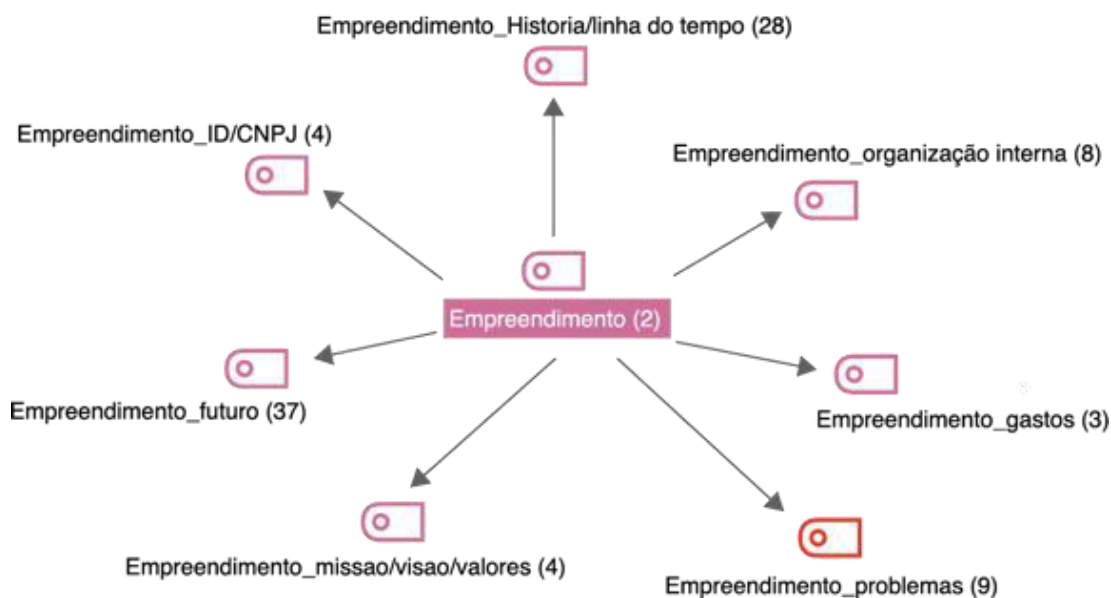 Empreendimento_Historia/linha do tempo (28)
Empreendimento_ID/CNPJ (4)
Empreendimento_organização interna (8)
Empreendimento (2)
Empreendimento_futuro (37)
Empreendimento_gastos (3)
Empreendimento_missao/visao/valores (4)
Empreendimento_problemas (9)